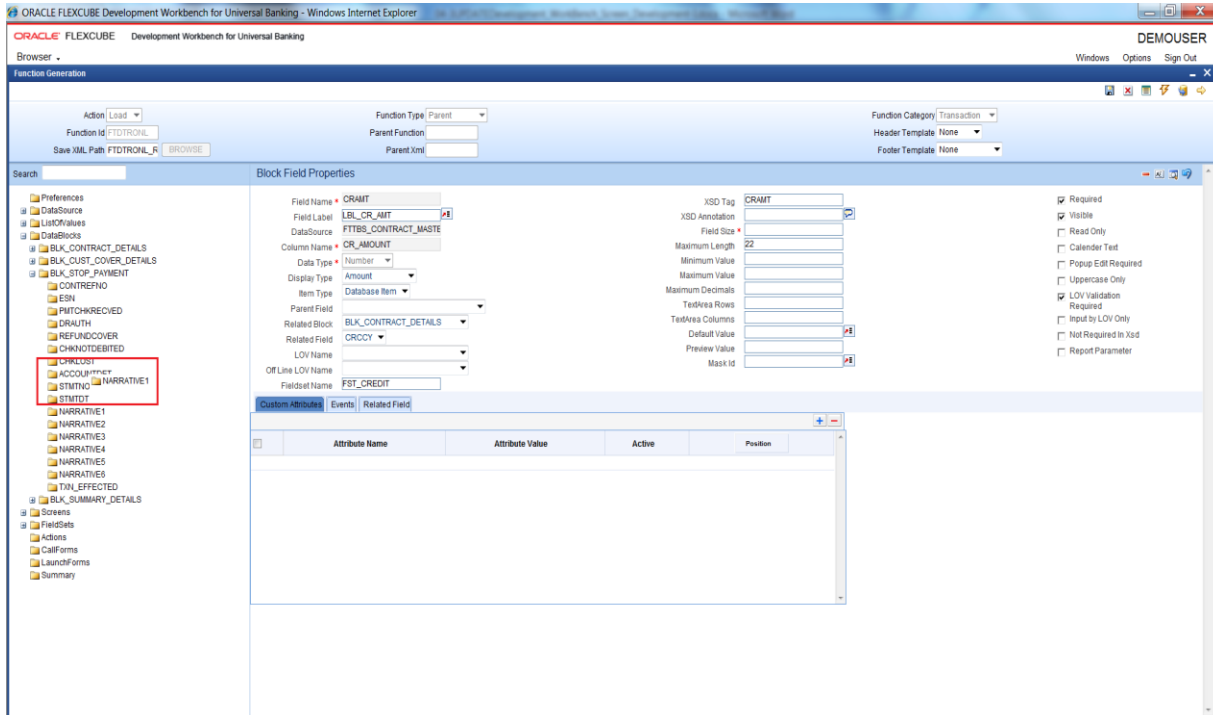 ORACLE FLEXCUBE Development Workbench for Universal Banking - Windows Internet Explorer
ORACLE FLEXCUBE Development Workbench for Universal Banking DEMOUSER
Browser Windows Options Sign Out
Function Generation
Action Load Function Type Parent Function Category Transaction
Function Id FTDTRONL Parent Function Header Template None
Save XML Path FTDTRONL_R BROWSE Parent Xml Footer Template None
Search
Preferences
DataSource
ListOfValues
DataBlocks
BLK_CONTRACT_DETAILS
BLK_CUST_COVER_DETAILS
BLK_STOP_PAYMENT
CONTREFNO
ESN
PMTCHKRECVED
DRAUTH
REFUNDCOVER
CHKNOTDEBITED
CHKLOST
STMTNO NARRATIVE1
STMTDT
NARRATIVE1
NARRATIVE2
NARRATIVE3
NARRATIVE4
NARRATIVE5
NARRATIVE6
TXN_EFFECTED
BLK_SUMMARY_DETAILS
Screens
FieldSets
Actions
CallForms
LaunchForms
Summary
Block Field Properties
Field Name * CRAMT
Field Label LBL_CR_AMT
DataSource FTTBS_CONTRACT_MASTE
Column Name * CR_AMOUNT
Data Type * Number
Display Type Amount
Item Type Database Item
Parent Field
Related Block BLK_CONTRACT_DETAILS
Related Field CRCCY
LOV Name
Off Line LOV Name
Fieldset Name FST_CREDIT
XSD Tag CRAMT
XSD Annotation
Field Size *
Maximum Length 22
Minimum Value
Maximum Value
Maximum Decimals
TextArea Rows
TextArea Columns
Default Value
Preview Value
Mask Id
Required
Visible
Read Only
Calender Text
Popup Edit Required
Uppercase Only
LOV Validation
Required
Input by LOV Only
Not Required In Xsd
Report Parameter
Custom Attributes Events Related Field
Attribute Name Attribute Value Active Position